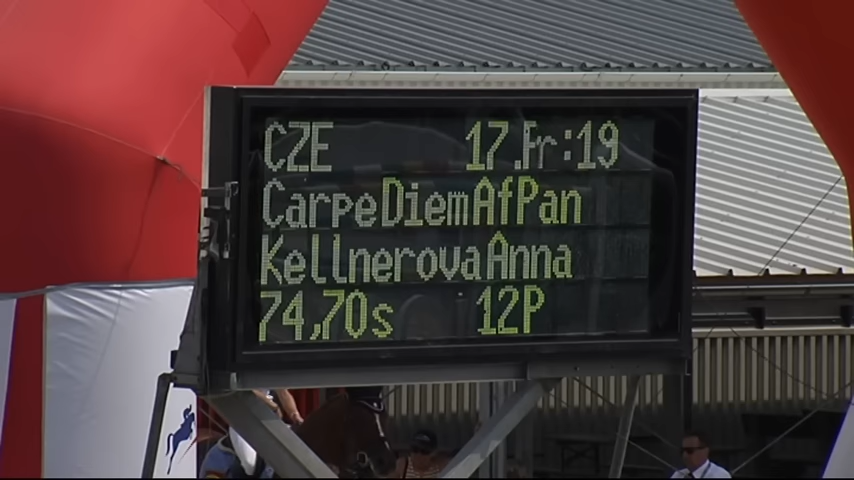 CZE 17.Fr:19
CarpeDiemAfPan
KellnerovaAnna
74,70s 12P